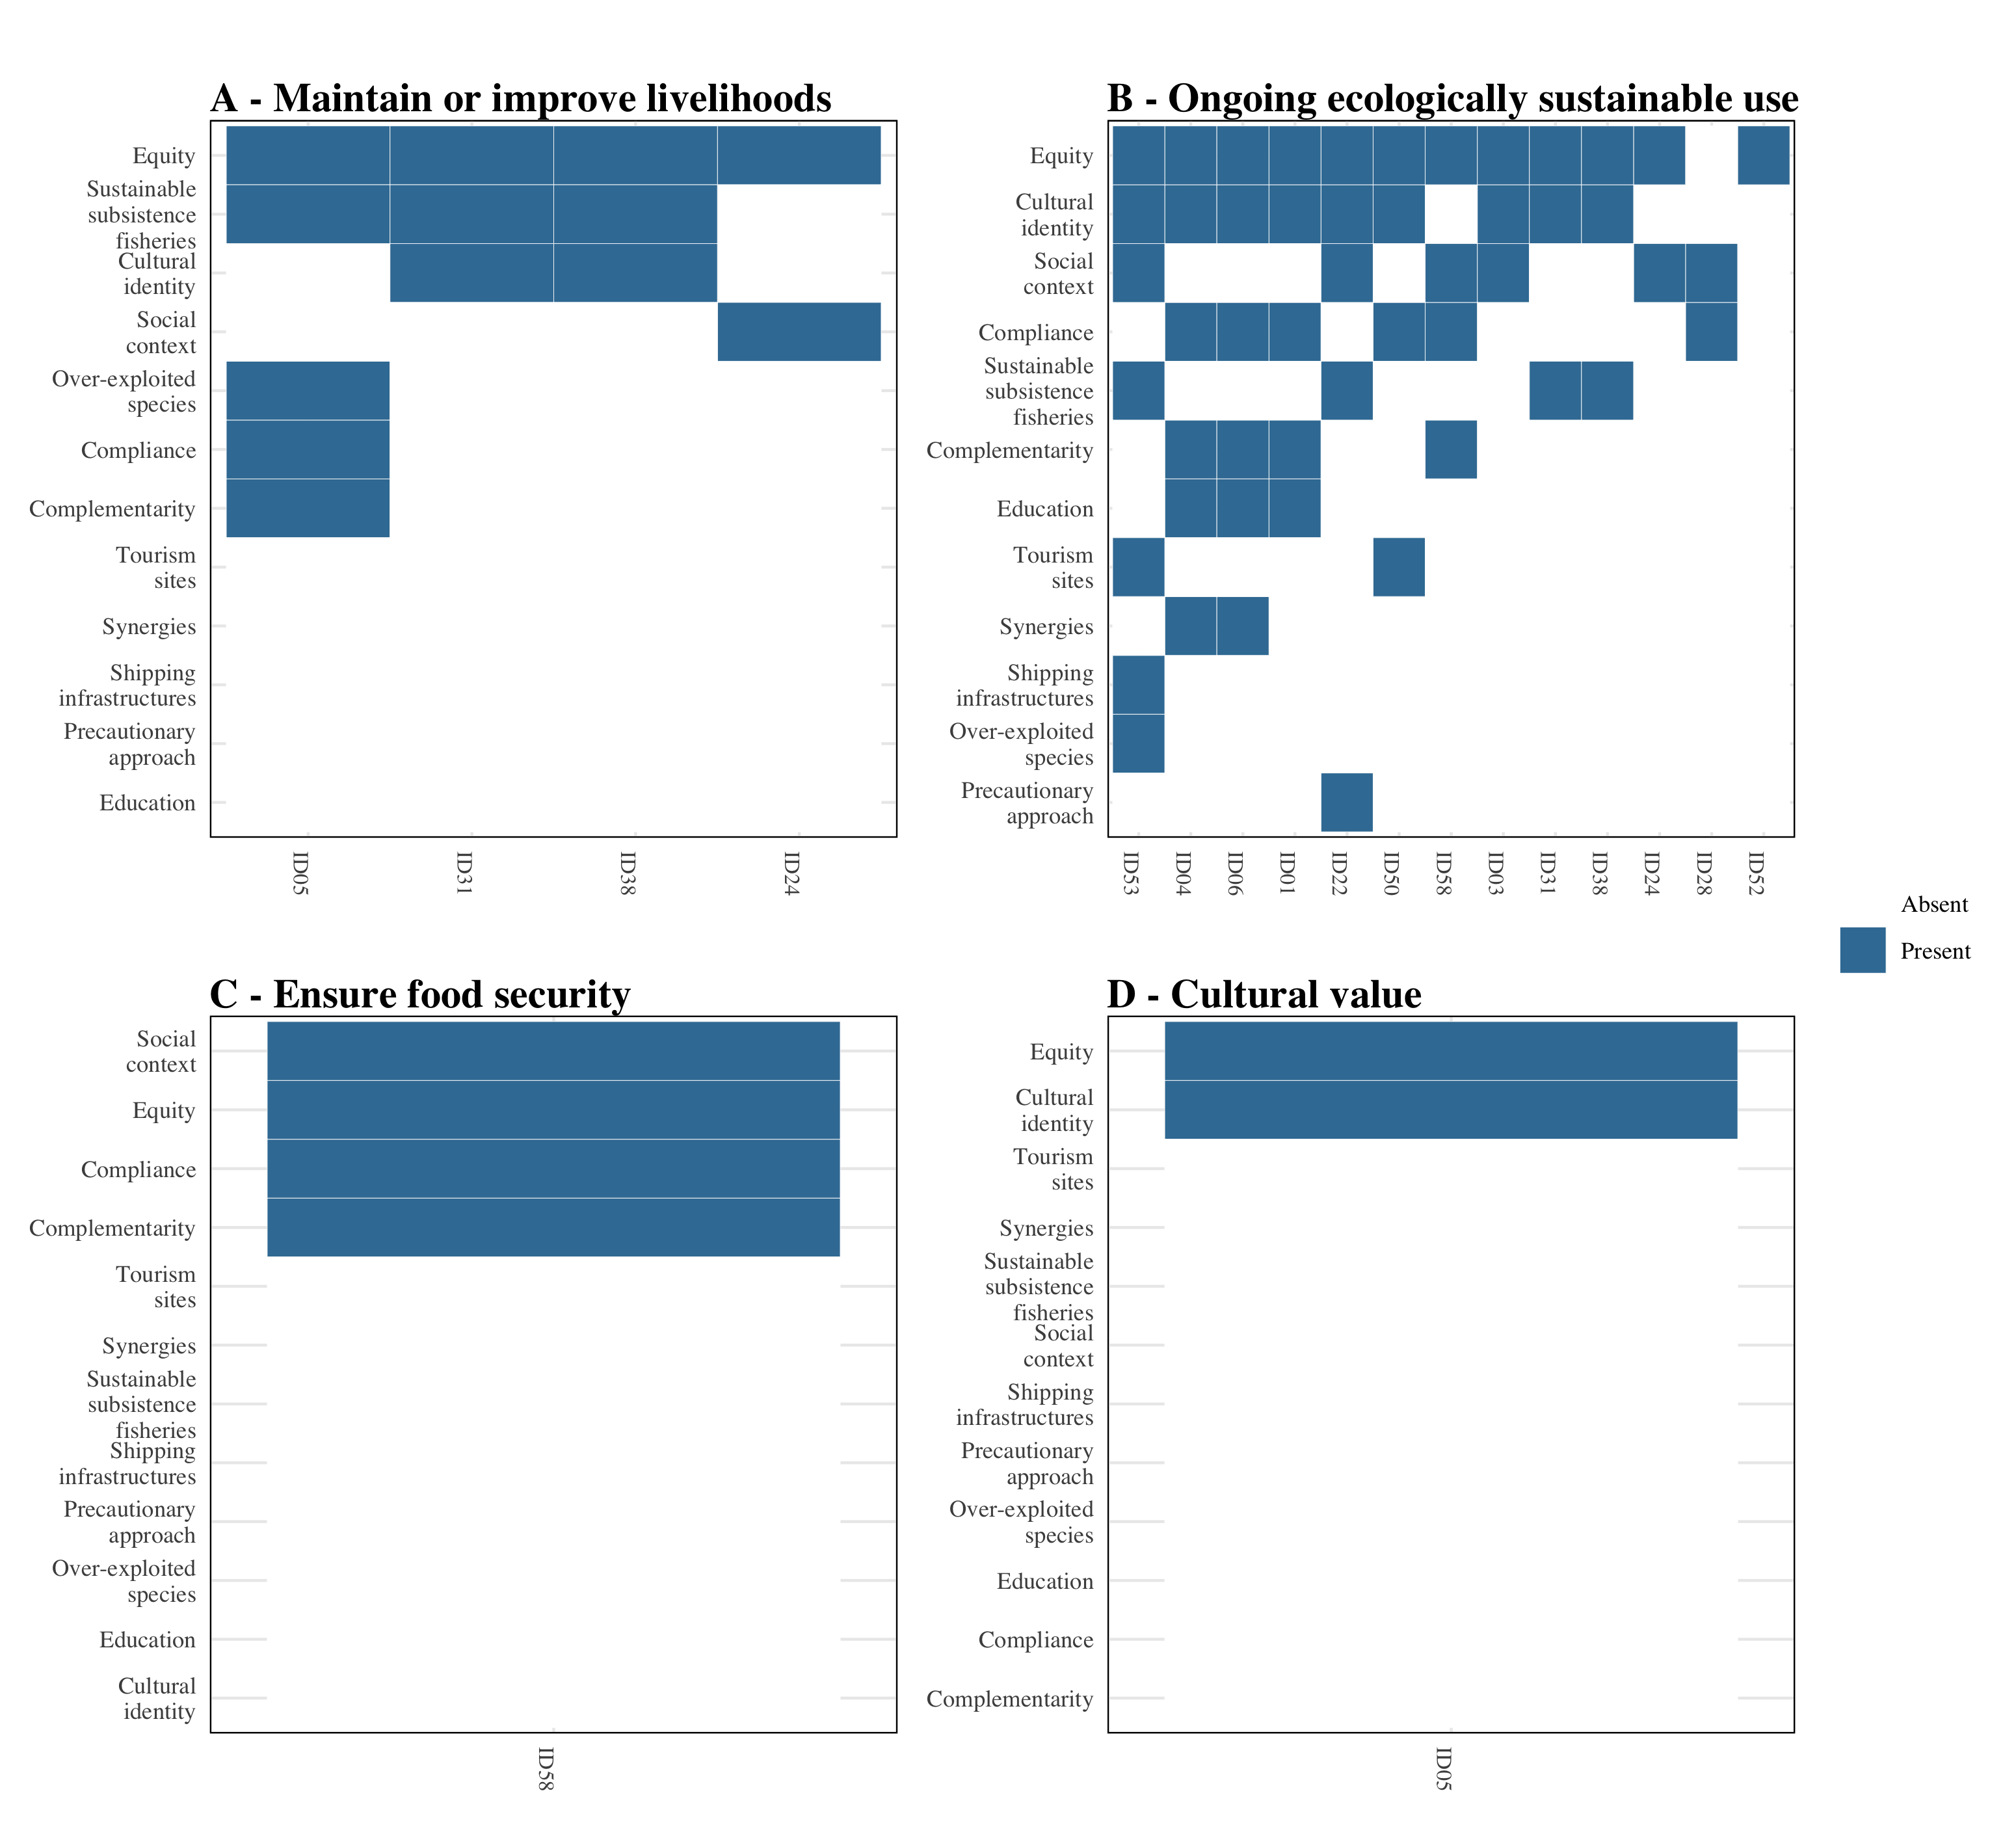 A - Maintain or improve livelihoods
Equity
Sustainable
subsistence
fisheries
Cultural
identity
Social
context
Over-exploited
species
Compliance
Complementarity
Tourism
sites
Synergies
Shipping
infrastructures
Precautionary
approach
Education
ID05
ID31
ID38
ID24
B - Ongoing ecologically sustainable use
Equity
Cultural
identity
Social
context
Compliance
Sustainable
subsistence
fisheries
Complementarity
Education
Tourism
sites
Synergies
Shipping
infrastructures
Over-exploited
species
Precautionary
approach
ID53
ID04
ID06
ID01
ID22
ID50
ID58
ID03
ID31
ID38
ID24
ID28
ID52
Absent
Present
C - Ensure food security
Social
context
Equity
Compliance
Complementarity
Tourism
sites
Synergies
Sustainable
subsistence
fisheries
Shipping
infrastructures
Precautionary
approach
Over-exploited
species
Education
Cultural
identity
ID58
D - Cultural value
Equity
Cultural
identity
Tourism
sites
Synergies
Sustainable
subsistence
fisheries
Social
context
Shipping
infrastructures
Precautionary
approach
Over-exploited
species
Education
Compliance
Complementarity
ID05